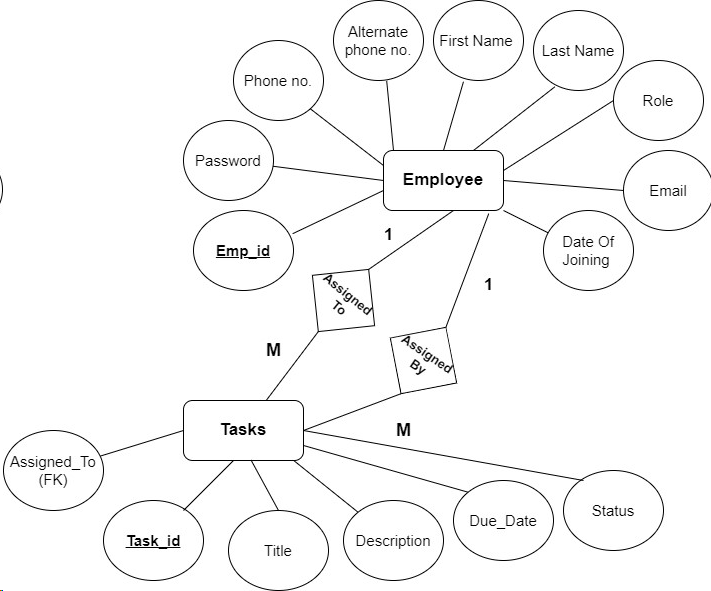 Alternate
phone no.
First Name
Last Name
Phone no.
Role
Password
Employee
Email
Emp_id
Date Of
Joining
1
Assigned
To
1
M
Assigned
By
Tasks
M
Assigned_To
(FK)
Task_id
Title
Description
Due_Date
Status